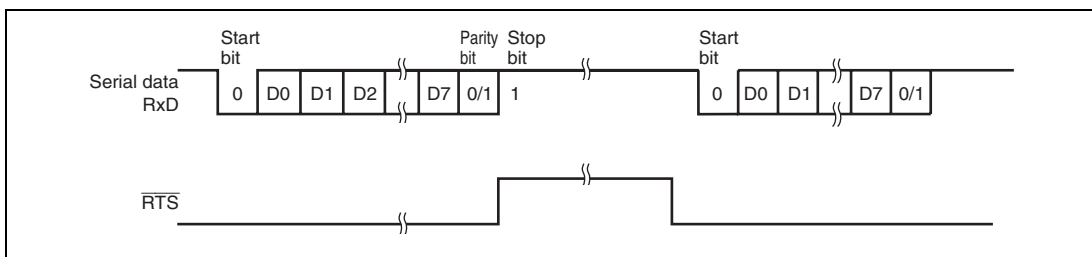 Start bit
Parity bit
Stop bit
Start bit
Serial data RxD
0 D0 D1 D2 D7 0/1 1 0 D0 D1 D7 0/1
RTS